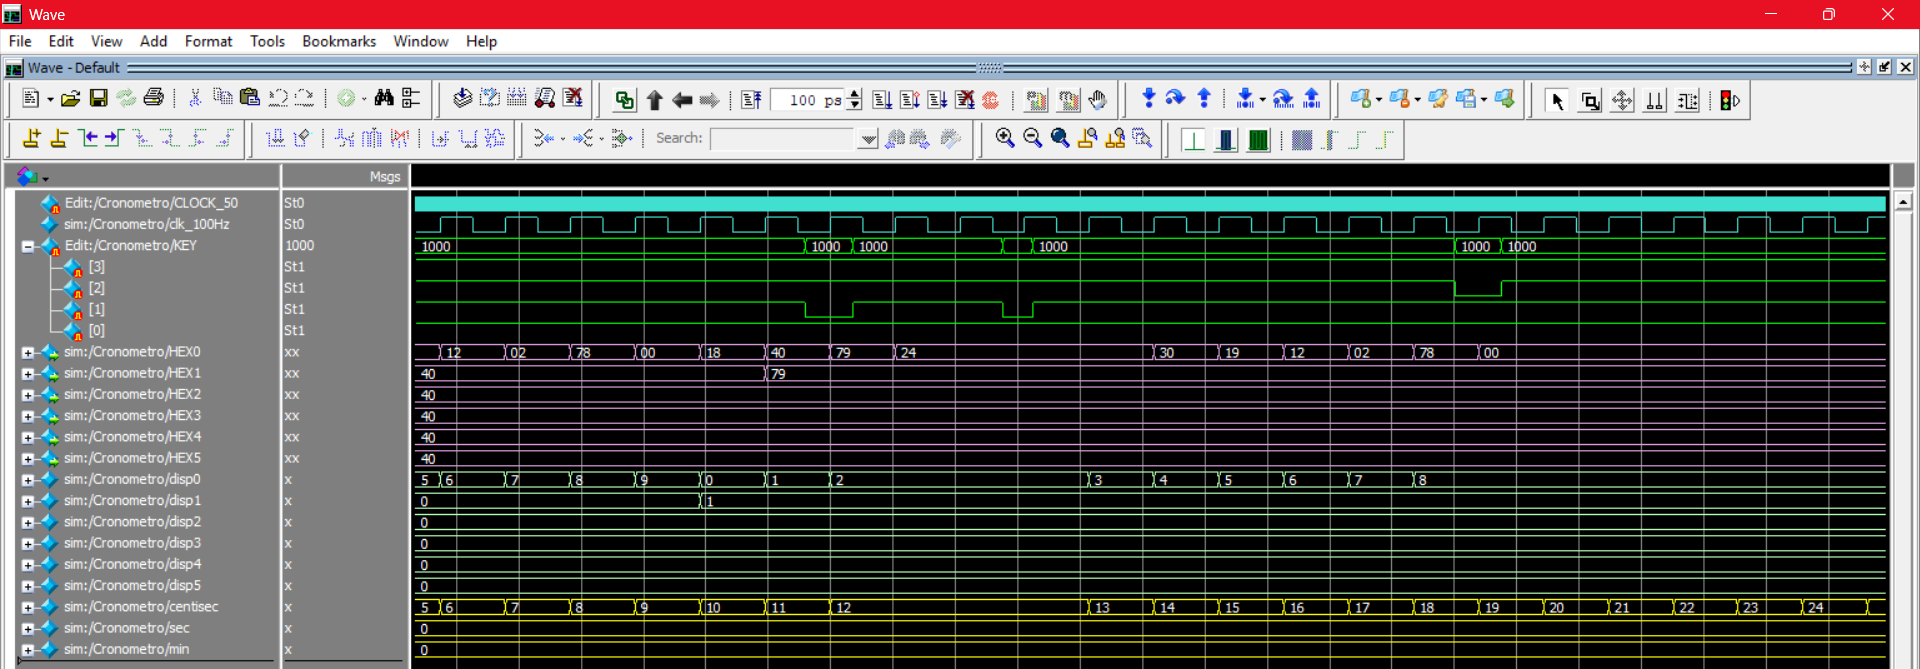 Wave
File Edit View Add Format Tools Bookmarks Window Help
Wave - Default
100 ps
Search:
Msgs
Edit:/Cronometro/CLOCK_50 St0
sim:/Cronometro/clk_100Hz St0
Edit:/Cronometro/KEY 1000 1000 1000 1000 1000 1000 1000
[3] St1
[2] St1
[1] St1
[0] St1
sim:/Cronometro/HEX0 xx 12 02 78 00 18 40 79 24 30 19 12 02 78 00
sim:/Cronometro/HEX1 xx 40 79
sim:/Cronometro/HEX2 xx 40
sim:/Cronometro/HEX3 xx 40
sim:/Cronometro/HEX4 xx 40
sim:/Cronometro/HEX5 xx 40
sim:/Cronometro/disp0 x 5 6 7 8 9 0 1 2 3 4 5 6 7 8
sim:/Cronometro/disp1 x 0 1
sim:/Cronometro/disp2 x 0
sim:/Cronometro/disp3 x 0
sim:/Cronometro/disp4 x 0
sim:/Cronometro/disp5 x 0
sim:/Cronometro/centisec x 5 6 7 8 9 10 11 12 13 14 15 16 17 18 19 20 21 22 23 24
sim:/Cronometro/sec x 0
sim:/Cronometro/min x 0